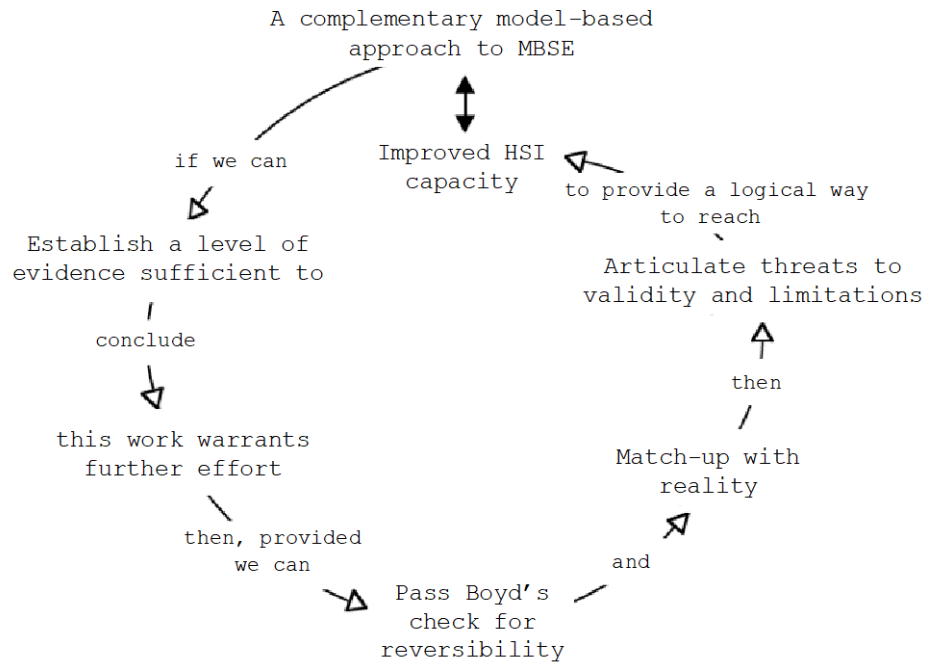 A complementary model-based
approach to MBSE
if we can
Establish a level of
evidence sufficient to
conclude
this work warrants
further effort
then, provided
we can
Pass Boyd's
check for
reversibility
and
Match-up with
reality
then
Articulate threats to
validity and limitations
to provide a logical way
to reach
Improved HSI
capacity